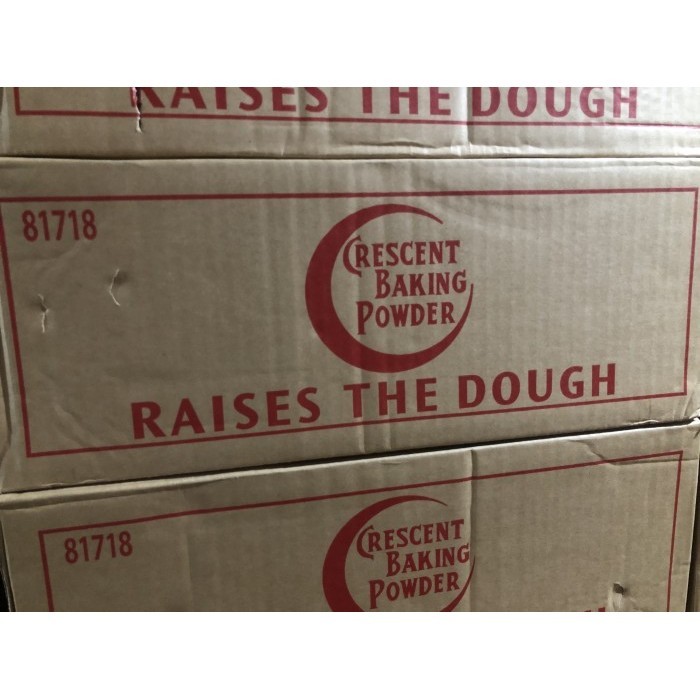 RAISES THE DOUGH
81718
CRESCENT
BAKING
POWDER
RAISES THE DOUGH
81718
CRESCENT
BAKING
POWDER